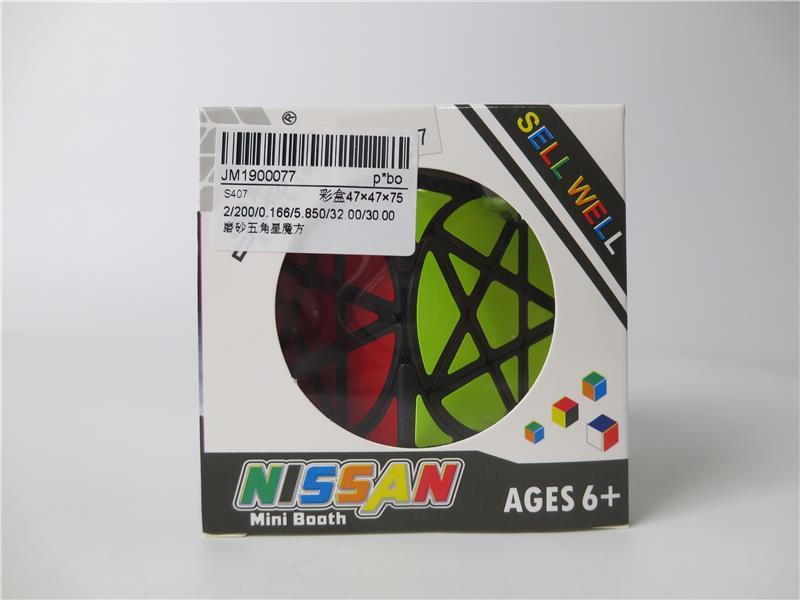 ®
7
JM1900077 p*bo
S407 彩盒47×47×75
2/200/0.166/5.850/32 00/30.00
磨砂五角星魔方
SELL WELL
NISSAN
Mini Booth
AGES 6+